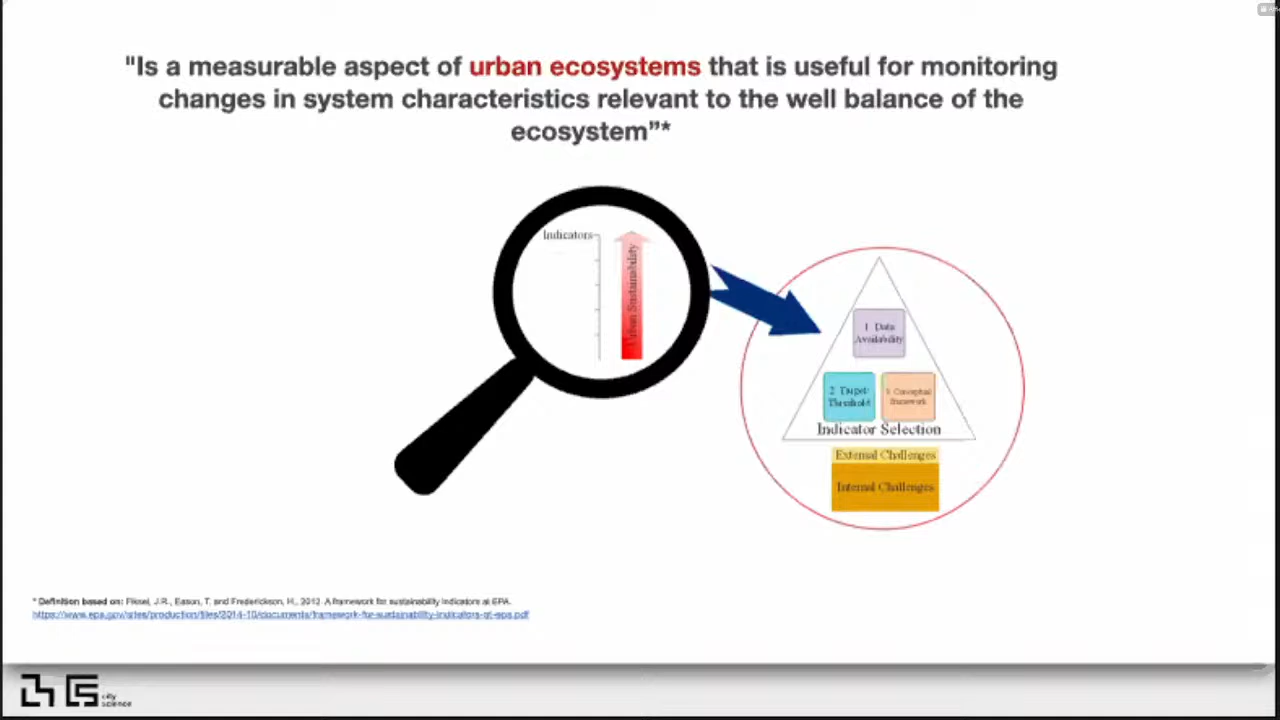 "Is a measurable aspect of urban ecosystems that is useful for monitoring
changes in system characteristics relevant to the well balance of the
ecosystem”*
Indicators
Urban Sustainability
1 Data
Availability
2 Target
Threshold
3 Conceptual
framework
Indicator Selection
External Challenges
Internal Challenges
* Definition based on: Fiksel, J.R., Eason, T. and Frederickson, H., 2012. A framework for sustainability indicators at EPA.
https://www.epa.gov/sites/production/files/2014-10/documents/framework-for-sustainability-indicators-at-epa.pdf
city
science